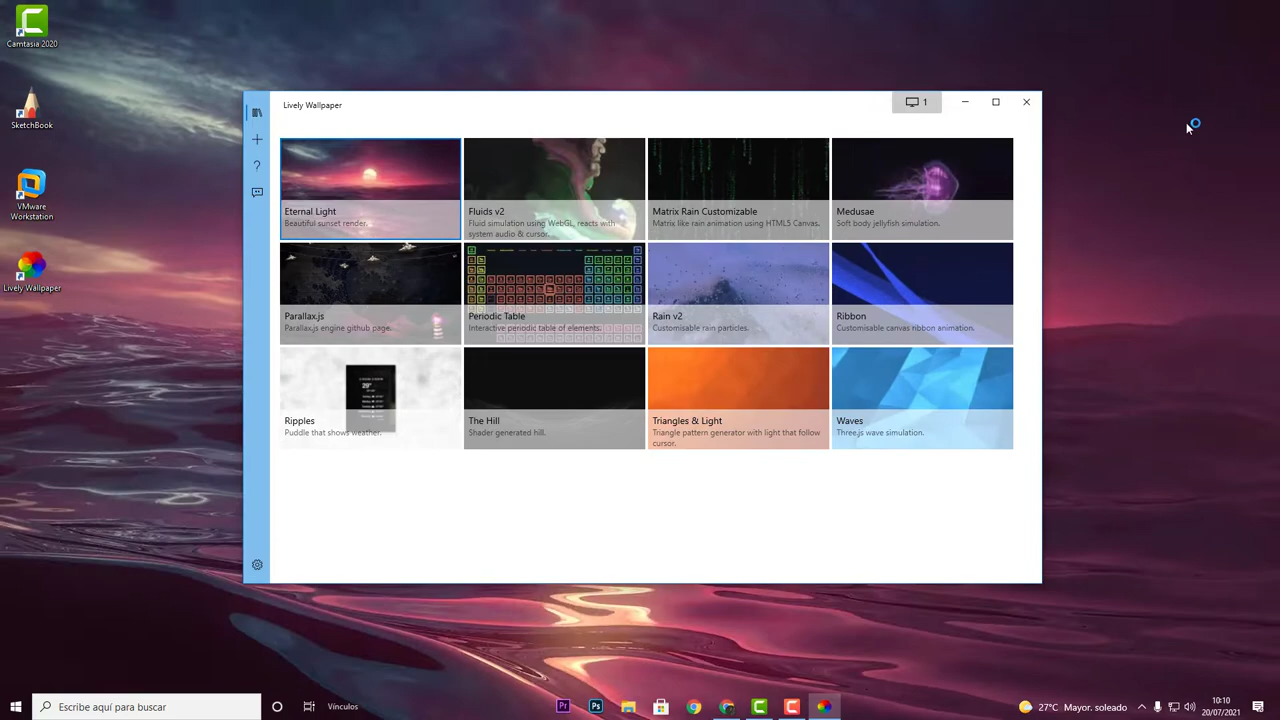 Camtasia 2020
SketchBook
VMware
Workstation
Lively Wallpaper
Lively Wallpaper
1
Eternal Light
Beautiful sunset render.
Fluids v2
Fluid simulation using WebGL, reacts with
system audio & cursor.
Matrix Rain Customizable
Matrix like rain animation using HTML5 Canvas.
Medusae
Soft body jellyfish simulation.
Parallax.js
Parallax.js engine github page.
Periodic Table
Interactive periodic table of elements.
Rain v2
Customisable rain particles.
Ribbon
Customisable canvas ribbon animation.
29°
Ripples
Puddle that shows weather.
The Hill
Shader generated hill.
Triangles & Light
Triangle pattern generator with light that follow
cursor.
Waves
Three.js wave simulation.
Escribe aquí para buscar
Vínculos
Pr
Ps
27°C Mayor. soleado
10:10
20/07/2021